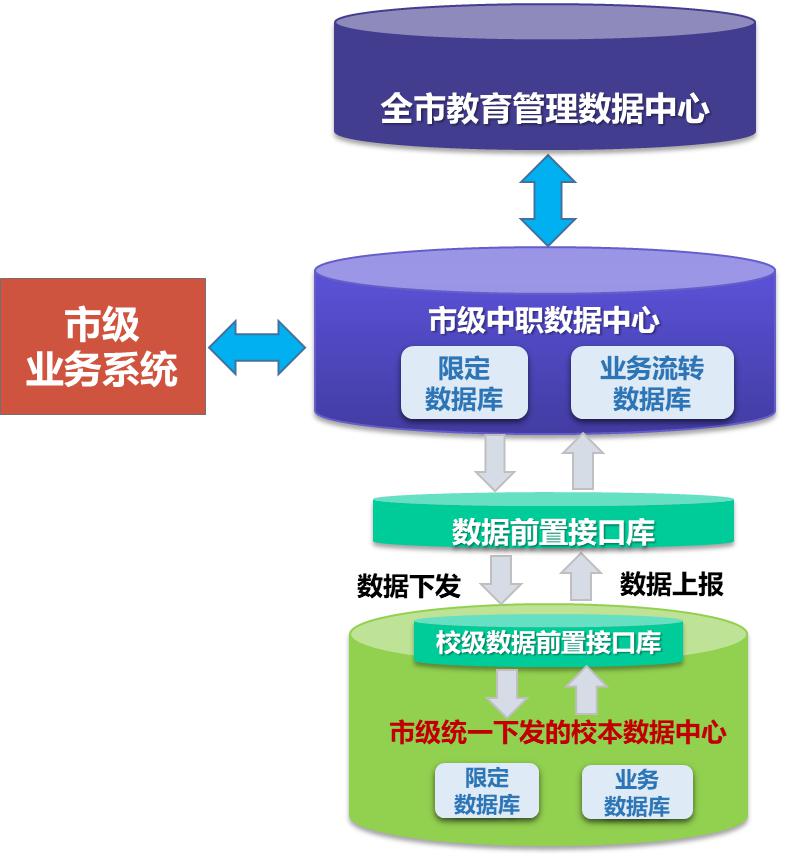 全市教育管理数据中心
市级
业务系统
市级中职数据中心
限定
数据库
业务流转
数据库
数据前置接口库
数据下发
数据上报
校级数据前置接口库
市级统一下发的校本数据中心
限定
数据库
业务
数据库